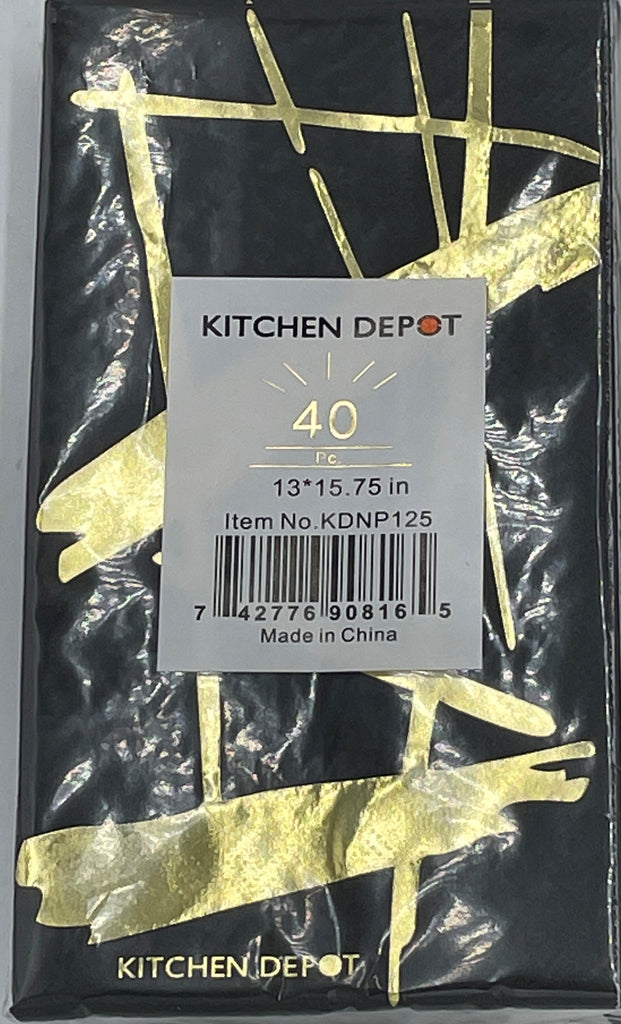 KITCHEN DEPOT
40
Pc.
13*15.75 in
Item No.KDNP125
7 42776 90816 5
Made in China
KITCHEN DEPOT